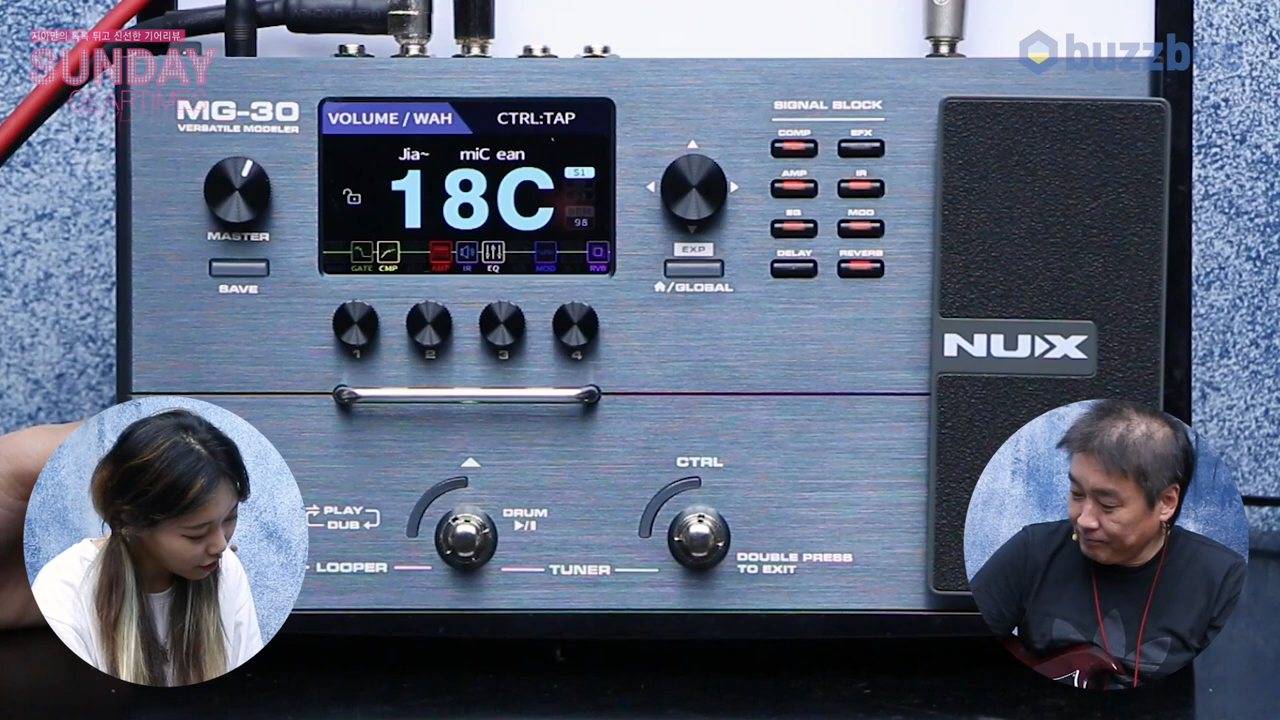 지이빈의 톡톡 튀고 신선한 기어리뷰
SUNDAY
GEARTIMES
MG-30
VERSATILE MODELER
MASTER
SAVE
VOLUME / WAH
CTRL:TAP
Jia~ miC ean
18C
S1
98
GATE
CMP
AMP
IR
EQ
MOD
RVB
1
2
3
4
EXP
/GLOBAL
SIGNAL BLOCK
COMP
EFX
AMP
IR
EQ
MOD
DELAY
REVERB
NUX
PLAY
DUB
LOOPER
DRUM
TUNER
CTRL
DOUBLE PRESS
TO EXIT